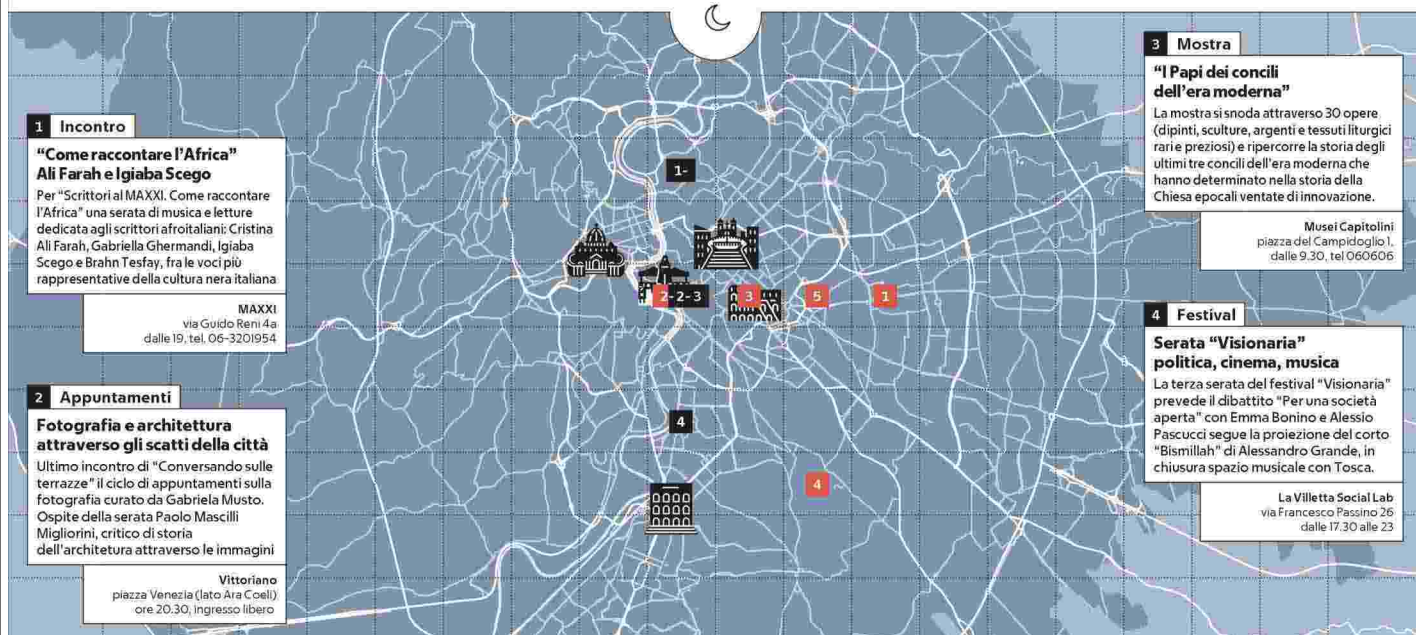 1 Incontro
“Come raccontare l’Africa”
Ali Farah e Igiaba Scego
Per “Scrittori al MAXXI. Come raccontare
l’Africa” una serata di musica e letture
dedicata agli scrittori afroitaliani: Cristina
Ali Farah, Gabriella Ghermandi, Igiaba
Scego e Brahn Tesfay, fra le voci più
rappresentative della cultura nera italiana
MAXXI
via Guido Reni 4a
dalle 19, tel. 06-3201954
2 Appuntamenti
Fotografia e architettura
attraverso gli scatti della città
Ultimo incontro di “Conversando sulle
terrazze” il ciclo di appuntamenti sulla
fotografia curato da Gabriela Musto.
Ospite della serata Paolo Mascilli
Migliorini, critico di storia
dell'architetura attraverso le immagini
Vittoriano
piazza Venezia (lato Ara Coeli)
ore 20.30, ingresso libero
1-
2-2-3
3
5
1
4
4
3 Mostra
“I Papi dei concili
dell’era moderna”
La mostra si snoda attraverso 30 opere
(dipinti, sculture, argenti e tessuti liturgici
rari e preziosi) e ripercorre la storia degli
ultimi tre concili dell’era moderna che
hanno determinato nella storia della
Chiesa epocali ventate di innovazione.
Musei Capitolini
piazza del Campidoglio 1,
dalle 9.30, tel 060606
4 Festival
Serata “Visionaria”
politica, cinema, musica
La terza serata del festival “Visionaria”
prevede il dibattito “Per una società
aperta” con Emma Bonino e Alessio
Pascucci segue la proiezione del corto
“Bismillah” di Alessandro Grande, in
chiusura spazio musicale con Tosca.
La Villetta Social Lab
via Francesco Passino 26
dalle 17.30 alle 23